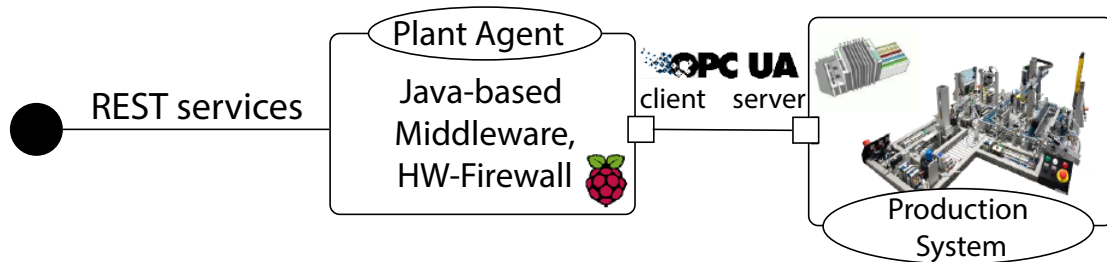 Plant Agent
REST services
Java-based
Middleware,
HW-Firewall
OPC UA
client server
Production
System